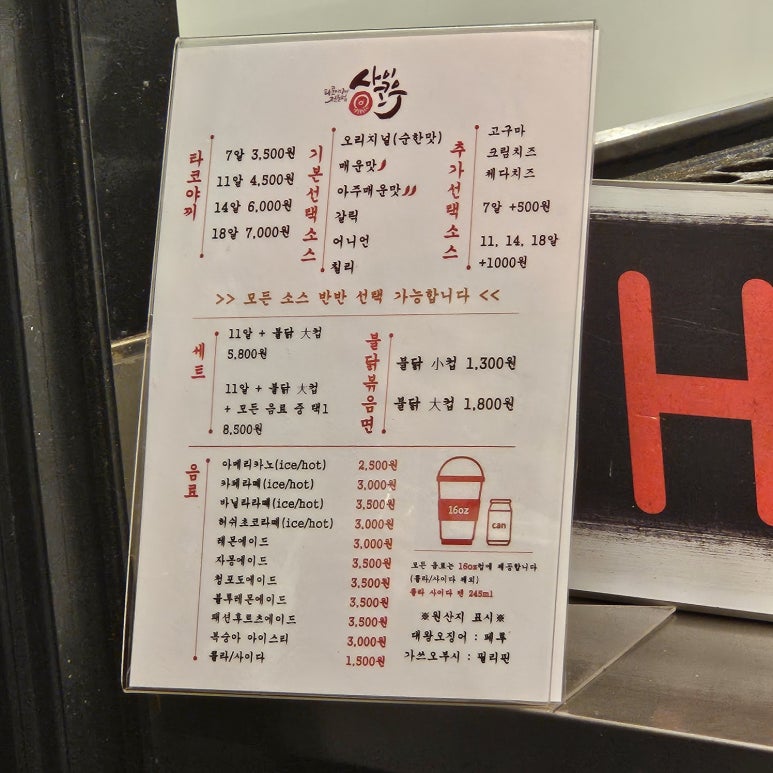 타코야끼
7알 3,500원
11알 4,500원
14알 6,000원
18알 7,000원
기본선택소스
오리지널(순한맛)
매운맛
아주매운맛
갈릭
어니언
칠리
추가선택소스
고구마
크림치즈
체다치즈
7알 +500원
11, 14, 18알
+1000원
>> 모든 소스 반반 선택 가능합니다 <<
세트
11알 + 불닭 大컵
5,800원
11알 + 불닭 大컵
+ 모든 음료 중 택1
8,500원
불닭볶음면
불닭 小컵 1,300원
불닭 大컵 1,800원
음료
아메리카노(ice/hot) 2,500원
카페라떼(ice/hot) 3,000원
바닐라라떼(ice/hot) 3,500원
허쉬초코라떼(ice/hot) 3,000원
레몬에이드 3,000원
자몽에이드 3,500원
청포도에이드 3,500원
블루레몬에이드 3,500원
패션후르츠에이드 3,500원
복숭아 아이스티 3,000원
콜라/사이다 1,500원
16oz
can
모든 음료는 16oz컵에 제공합니다
(콜라/사이다 제외)
콜라 사이다 캔 245ml
※원산지 표시※
대왕오징어 : 페루
가쓰오부시 : 필리핀
H